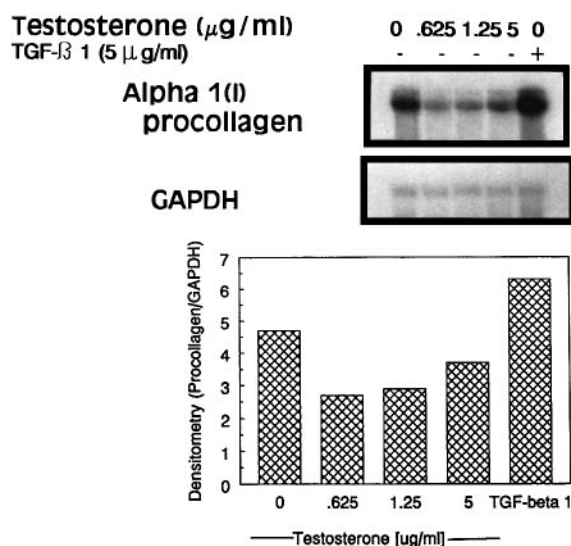 Testosterone (μg/ml) 0 .625 1.25 5 0
TGF-β 1 (5 μg/ml) - - - - +
Alpha 1(I)
procollagen
GAPDH
Densitometry (Procollagen/GAPDH)
7
6
5
4
3
2
1
0
0 .625 1.25 5 TGF-beta 1
Testosterone [ug/ml]